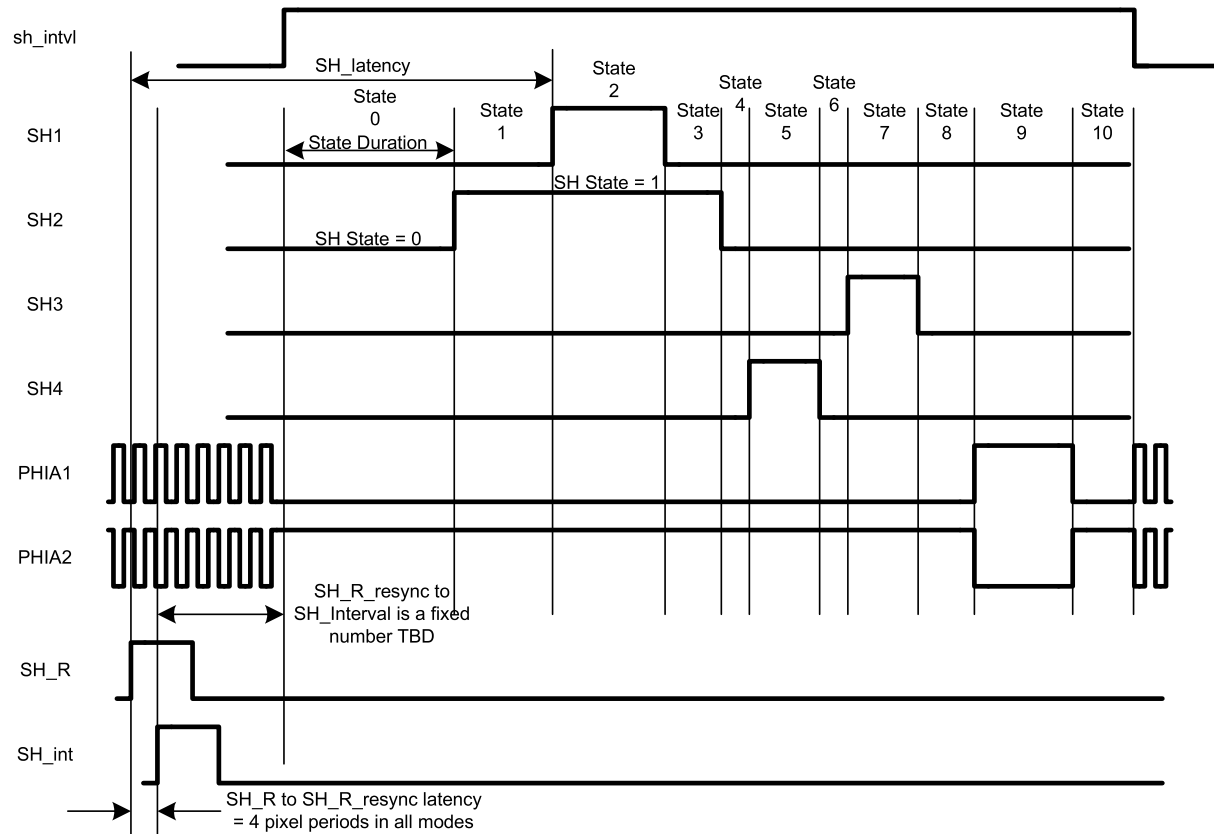 sh_intvl
SH_latency
State
0
State
1
State
2
State
3
State
4
State
5
State
6
State
7
State
8
State
9
State
10
SH1
State Duration
SH State = 1
SH2
SH State = 0
SH3
SH4
PHIA1
PHIA2
SH_R_resync to
SH_Interval is a fixed
number TBD
SH_R
SH_int
SH_R to SH_R_resync latency
= 4 pixel periods in all modes